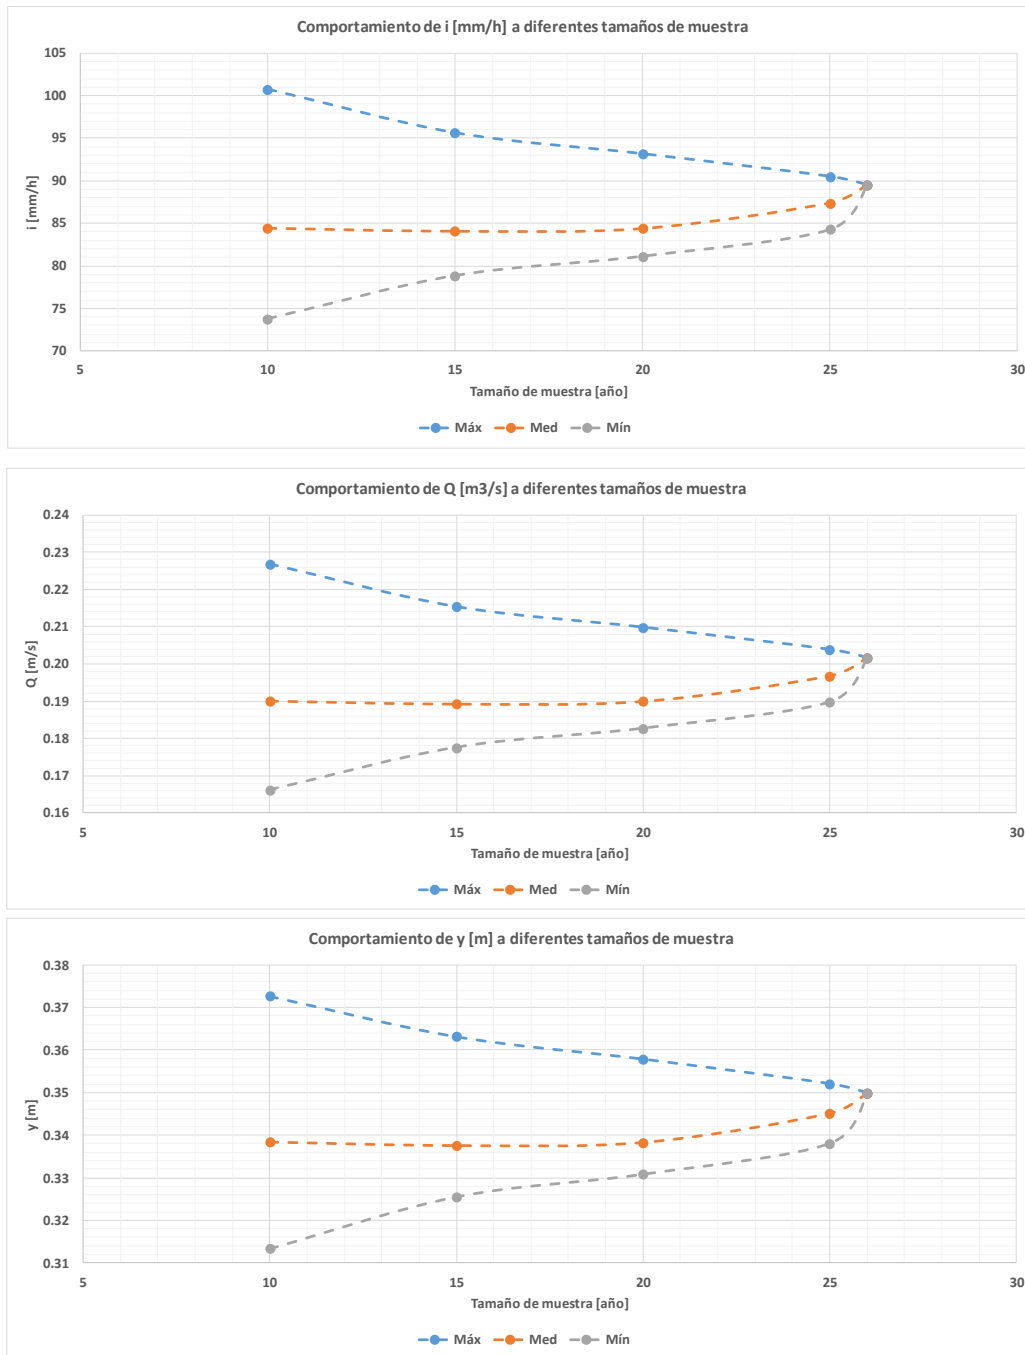 Comportamiento de i [mm/h] a diferentes tamaños de muestra
105
100
95
90
85
80
75
70
i [mm/h]
5 10 15 20 25 30
Tamaño de muestra [año]
Máx Med Mín
Comportamiento de Q [m3/s] a diferentes tamaños de muestra
0.24
0.23
0.22
0.21
0.20
0.19
0.18
0.17
0.16
Q [m/s]
5 10 15 20 25 30
Tamaño de muestra [año]
Máx Med Mín
Comportamiento de y [m] a diferentes tamaños de muestra
0.38
0.37
0.36
0.35
0.34
0.33
0.32
0.31
y [m]
5 10 15 20 25 30
Tamaño de muestra [año]
Máx Med Mín